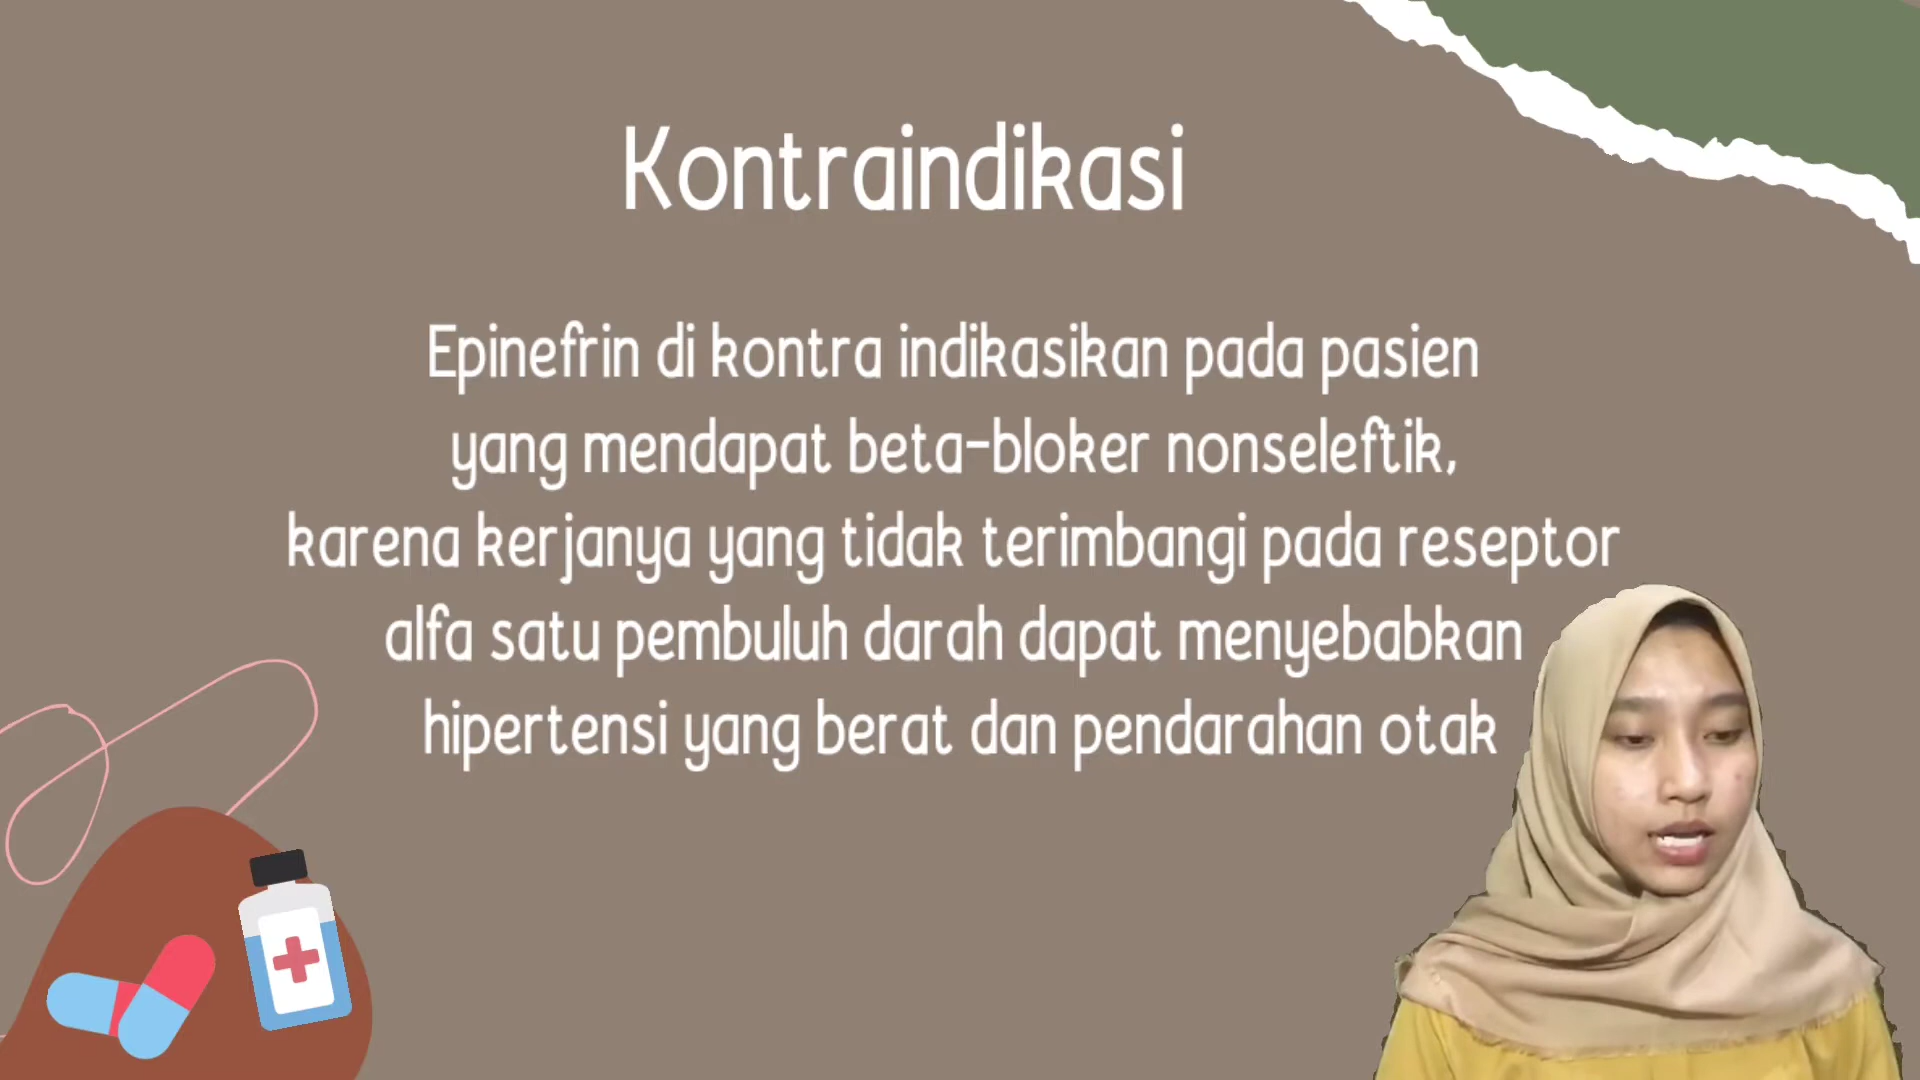 Kontraindikasi
Epinefrin di kontra indikasikan pada pasien
yang mendapat beta-bloker nonseleftik,
karena kerjanya yang tidak terimbangi pada reseptor
alfa satu pembuluh darah dapat menyebabkan
hipertensi yang berat dan pendarahan otak